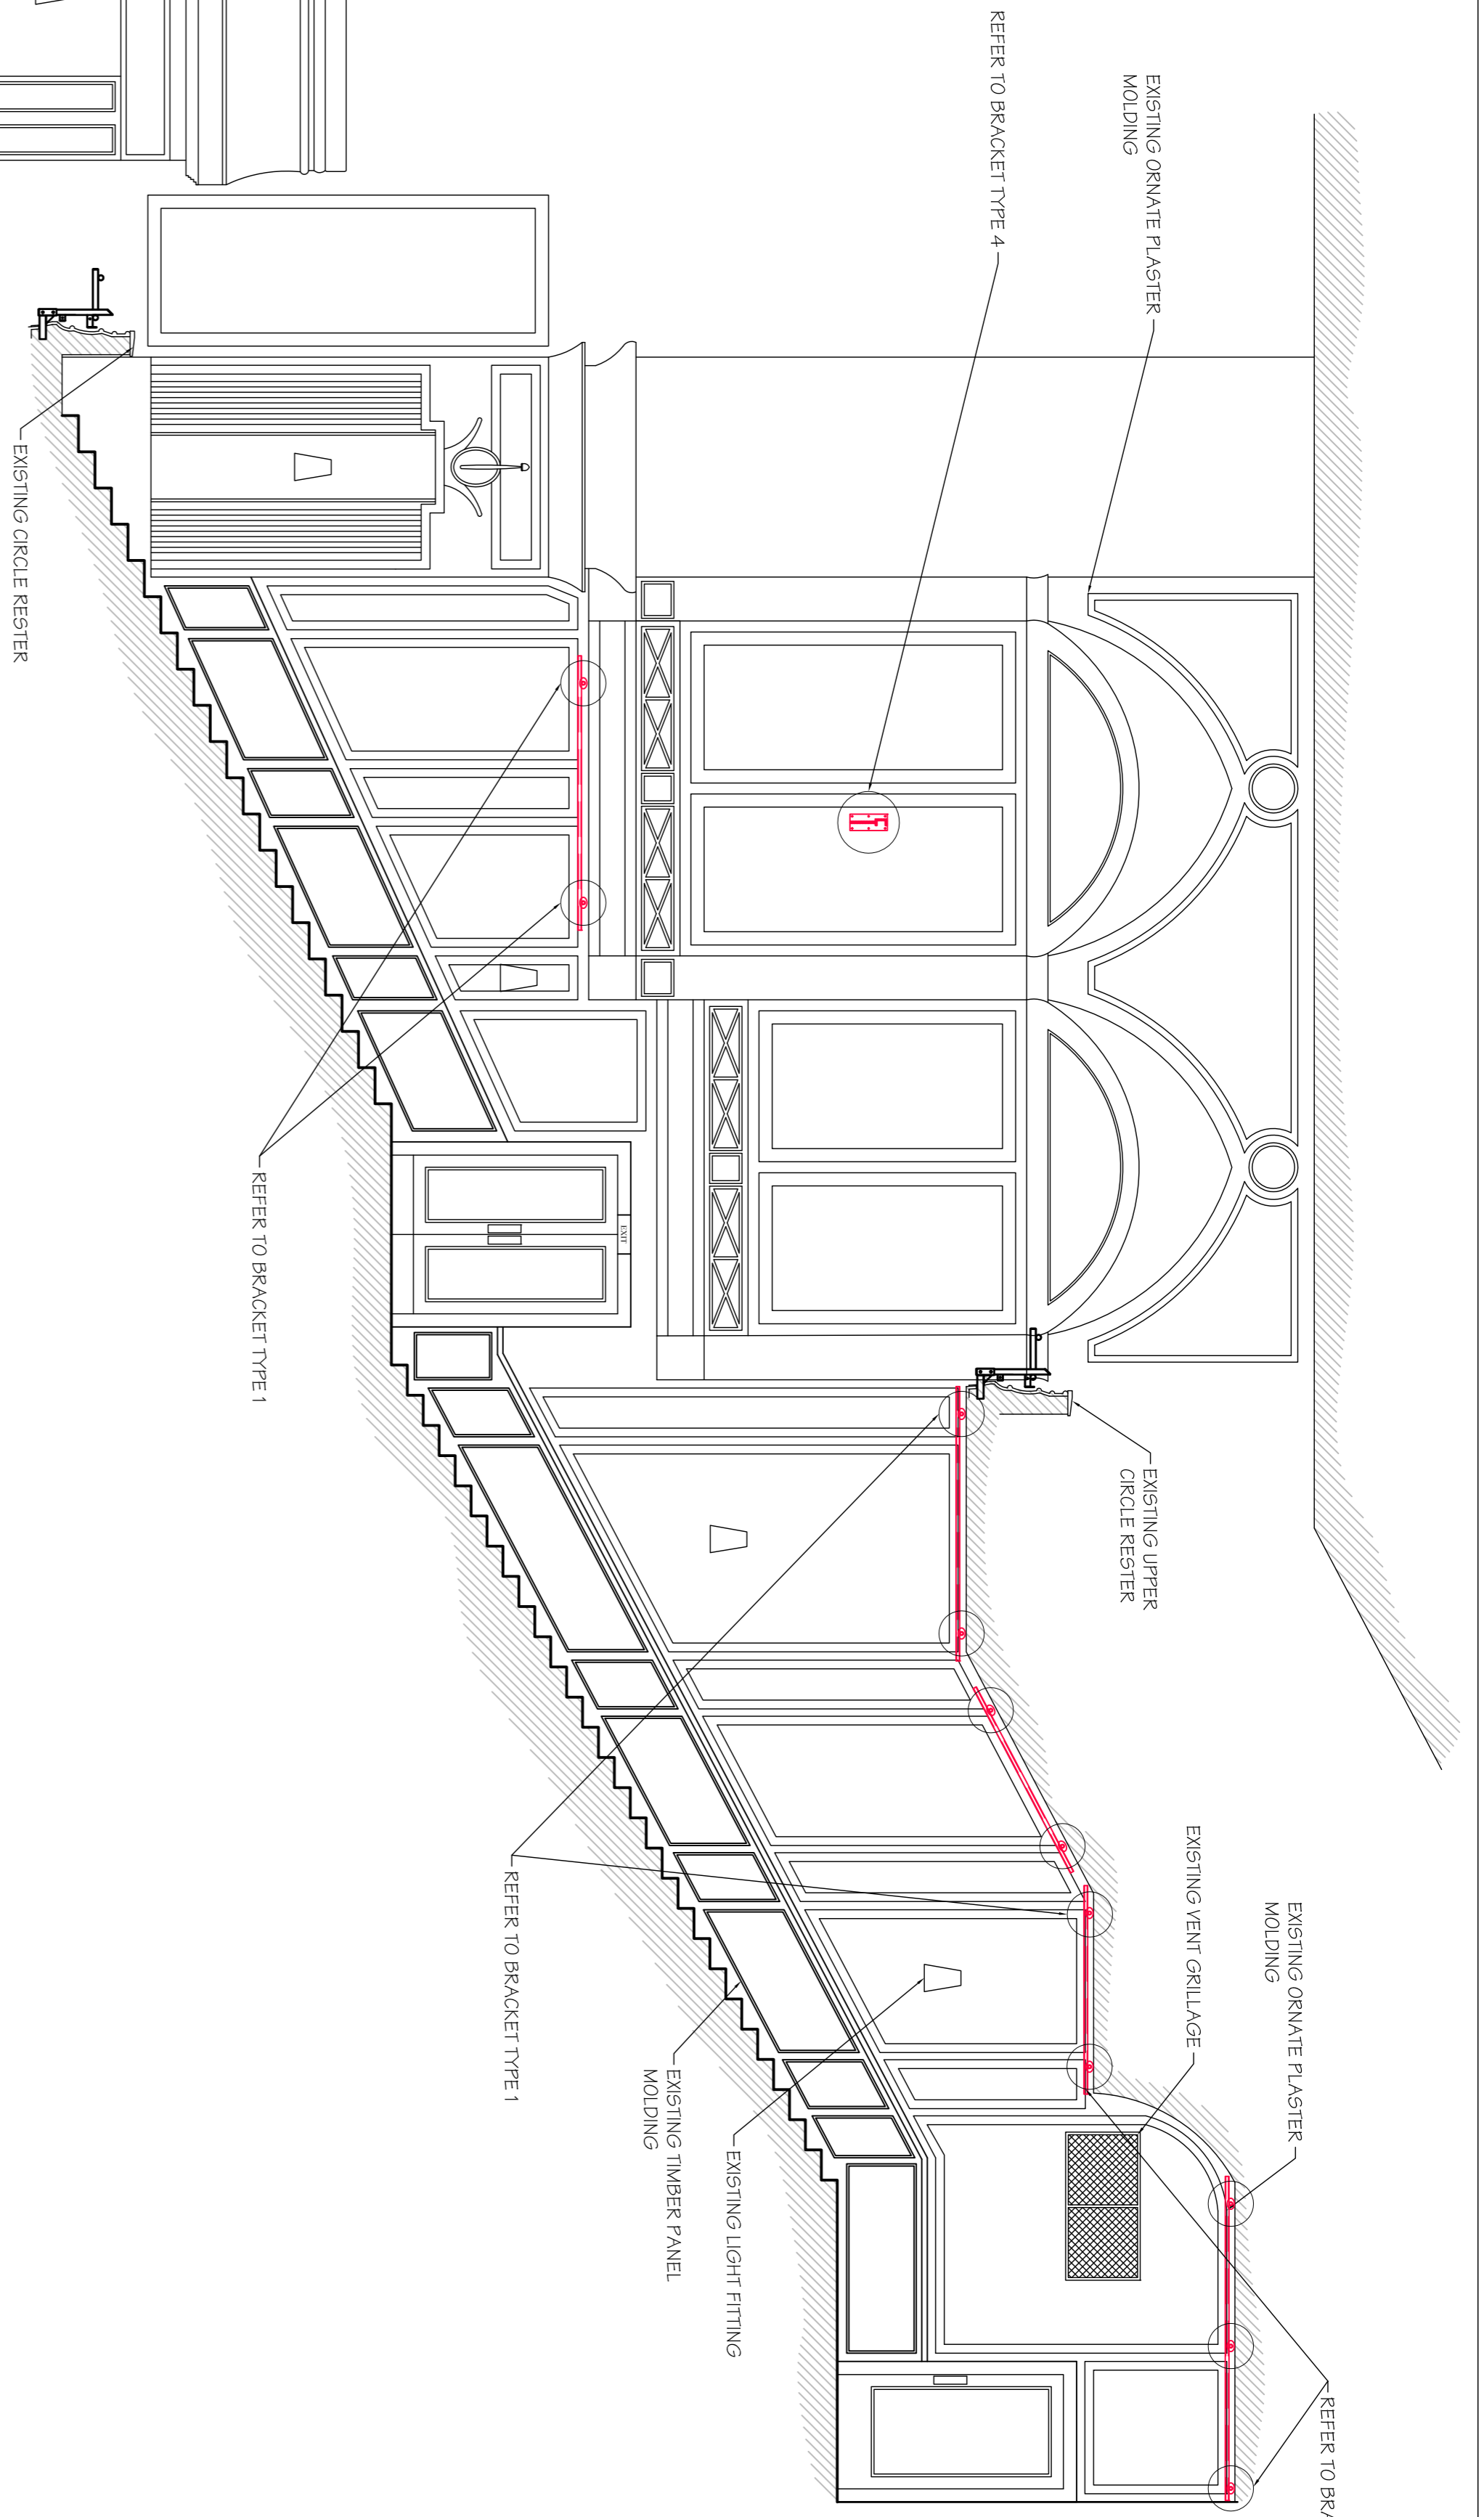 EXISTING ORNATE PLASTER
MOLDING
REFER TO BRACKET TYPE 4
EXISTING CIRCLE RESTER
REFER TO BRACKET TYPE 1
EXIT
EXISTING UPPER
CIRCLE RESTER
REFER TO BRACKET TYPE 1
EXISTING VENT GRILLAGE
EXISTING ORNATE PLASTER
MOLDING
EXISTING TIMBER PANEL
MOLDING
EXISTING LIGHT FITTING
REFER TO